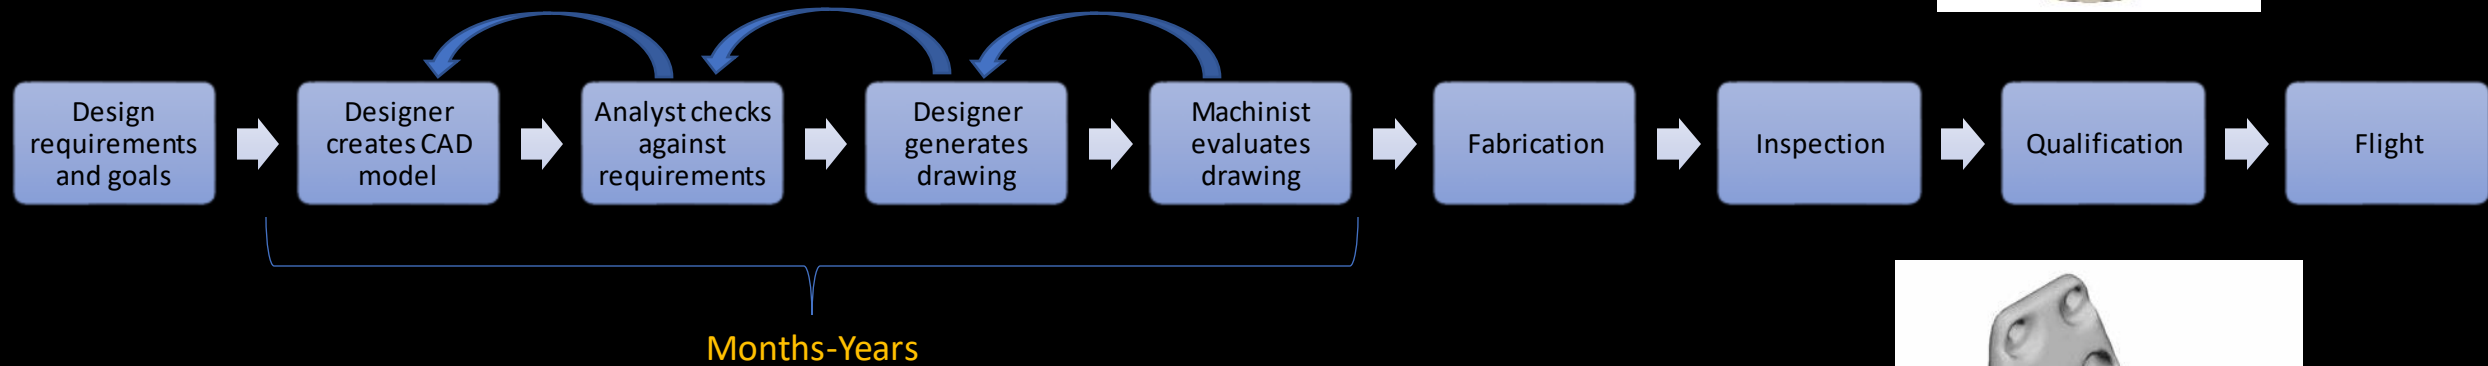 Design
requirements
and goals
Designer
creates CAD
model
Analyst checks
against
requirements
Designer
generates
drawing
Machinist
evaluates
drawing
Fabrication
Inspection
Qualification
Flight
Months-Years